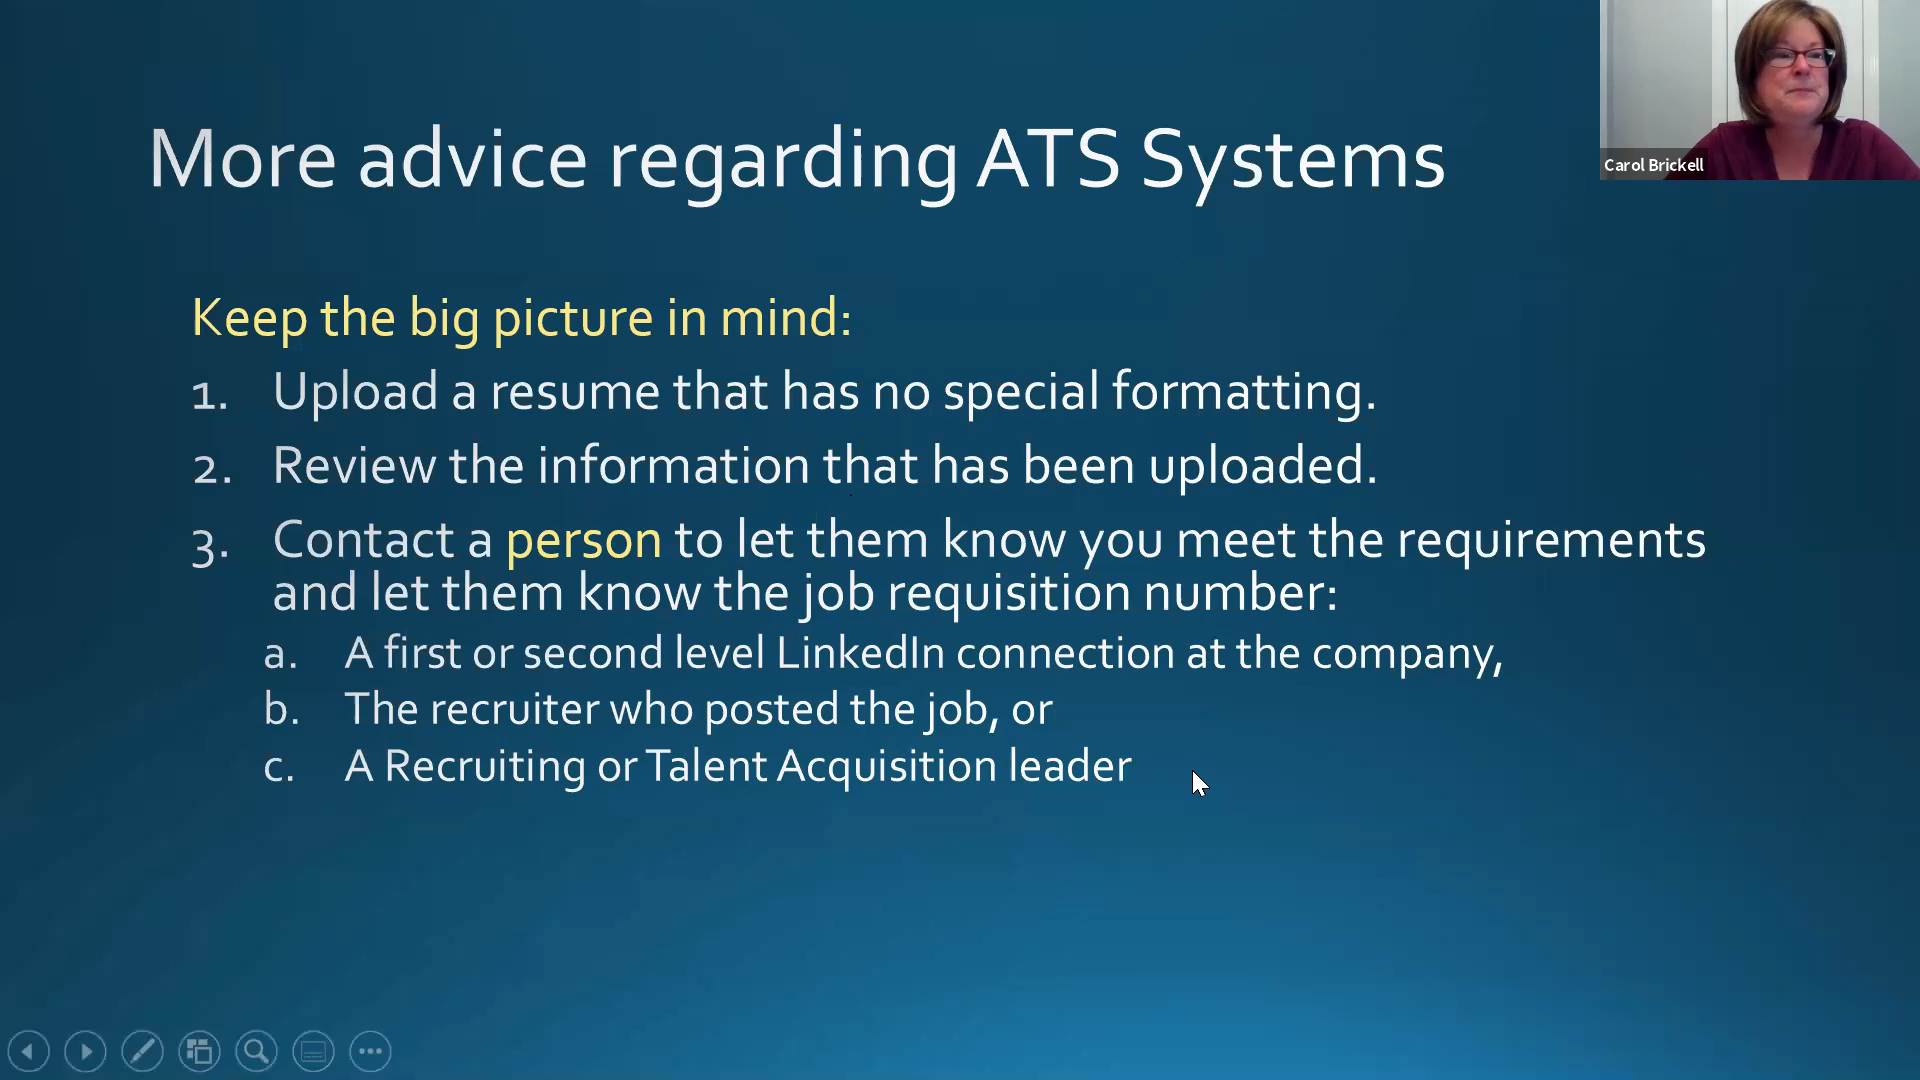 More advice regarding ATS Systems
Carol Brickell
Keep the big picture in mind:
1. Upload a resume that has no special formatting.
2. Review the information that has been uploaded.
3. Contact a person to let them know you meet the requirements
and let them know the job requisition number:
a. A first or second level LinkedIn connection at the company,
b. The recruiter who posted the job, or
c. A Recruiting or Talent Acquisition leader